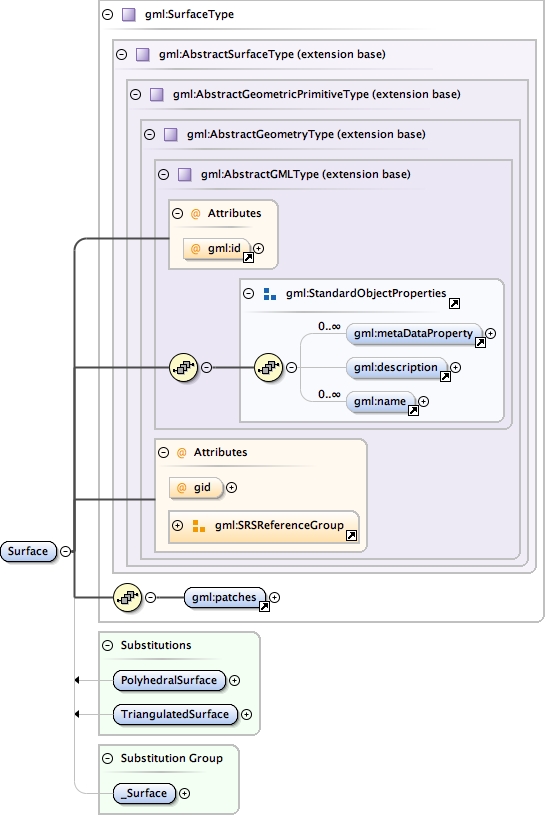 gml:SurfaceType
gml:AbstractSurfaceType (extension base)
gml:AbstractGeometricPrimitiveType (extension base)
gml:AbstractGeometryType (extension base)
gml:AbstractGMLType (extension base)
@ Attributes
@ gml:id
gml:StandardObjectProperties
0..∞ gml:metaDataProperty
gml:description
0..∞ gml:name
@ Attributes
@ gid
gml:SRSReferenceGroup
Surface
gml:patches
Substitutions
PolyhedralSurface
TriangulatedSurface
Substitution Group
_Surface